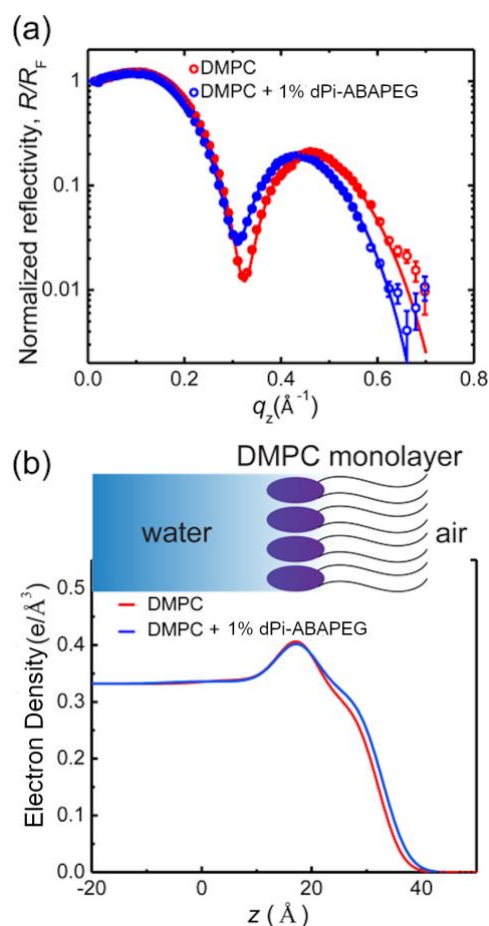 (a)
DMPC
DMPC + 1% dPi-ABAPEG
Normalized reflectivity, R/R_F
1
0.1
0.01
0.0 0.2 0.4 0.6 0.8
q_z(Å⁻¹)
(b)
DMPC monolayer
water
air
DMPC
DMPC + 1% dPi-ABAPEG
Electron Density (e/Å³)
0.5
0.4
0.3
0.2
0.1
0.0
-20 0 20 40
z (Å)